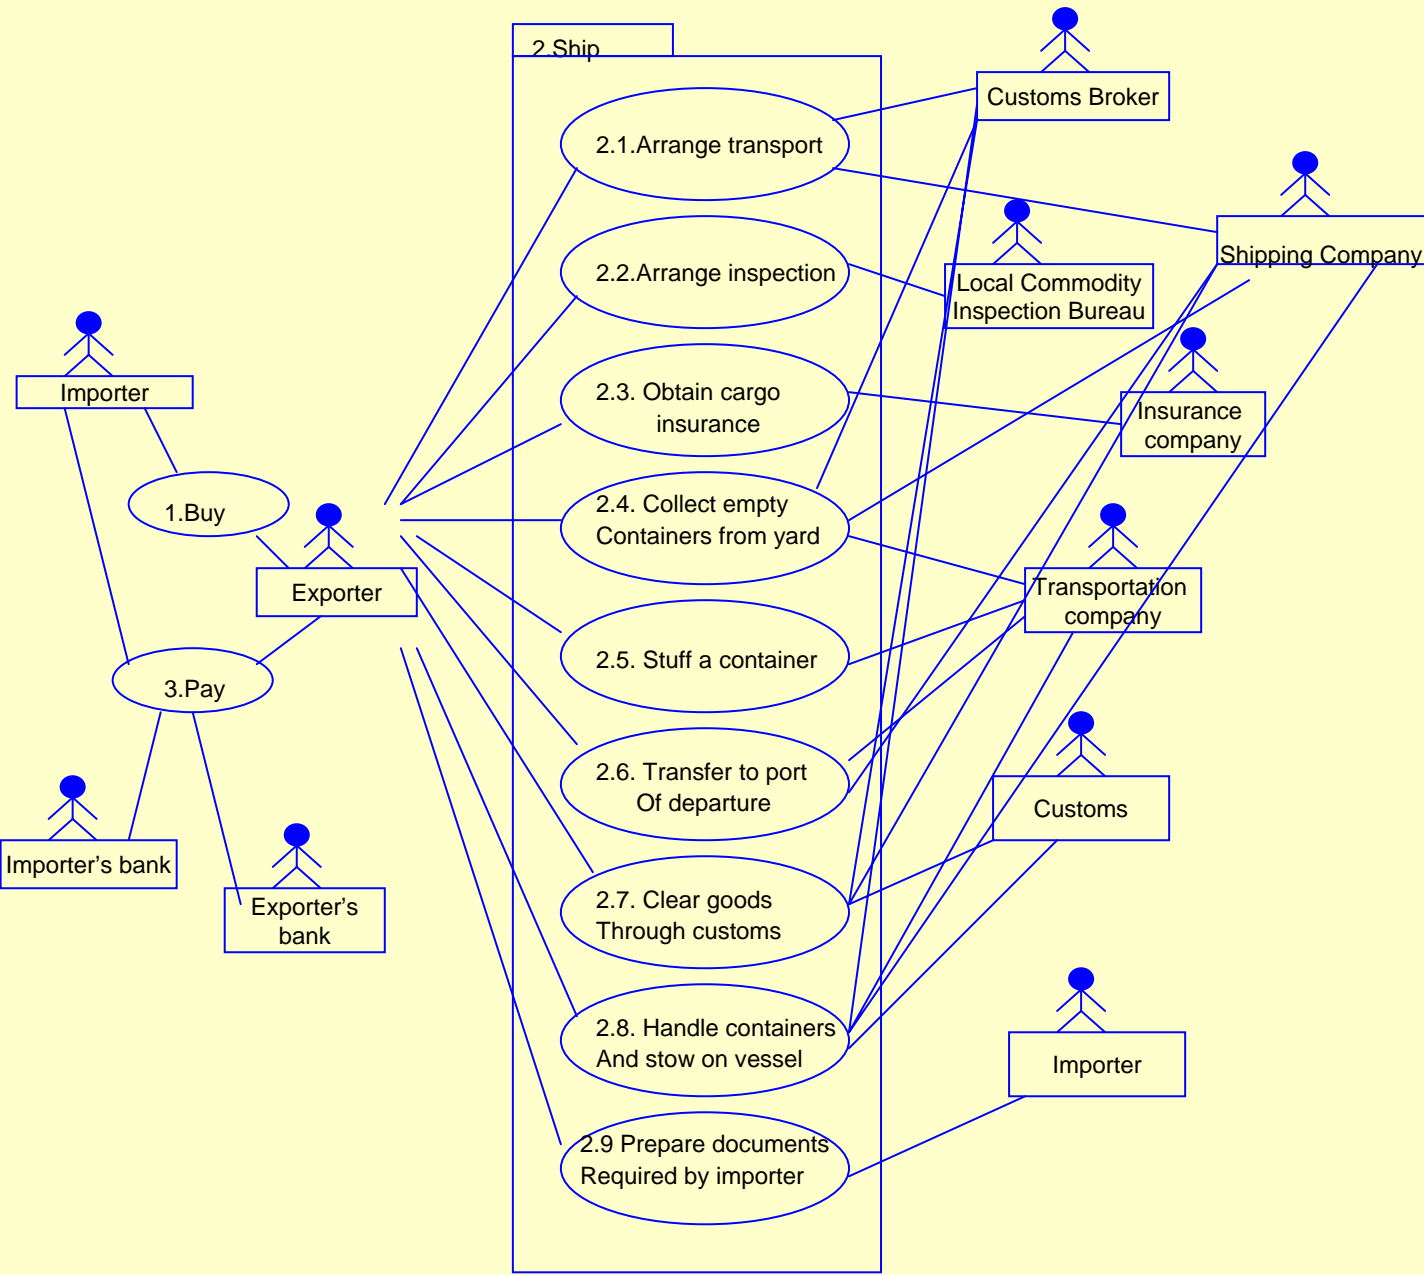 2.Ship
Customs Broker
2.1.Arrange transport
Shipping Company
2.2.Arrange inspection
Local Commodity
Inspection Bureau
Importer
2.3. Obtain cargo
insurance
Insurance
company
1.Buy
2.4. Collect empty
Containers from yard
Exporter
Transportation
company
2.5. Stuff a container
3.Pay
2.6. Transfer to port
Of departure
Customs
Importer’s bank
Exporter’s
bank
2.7. Clear goods
Through customs
2.8. Handle containers
And stow on vessel
Importer
2.9 Prepare documents
Required by importer